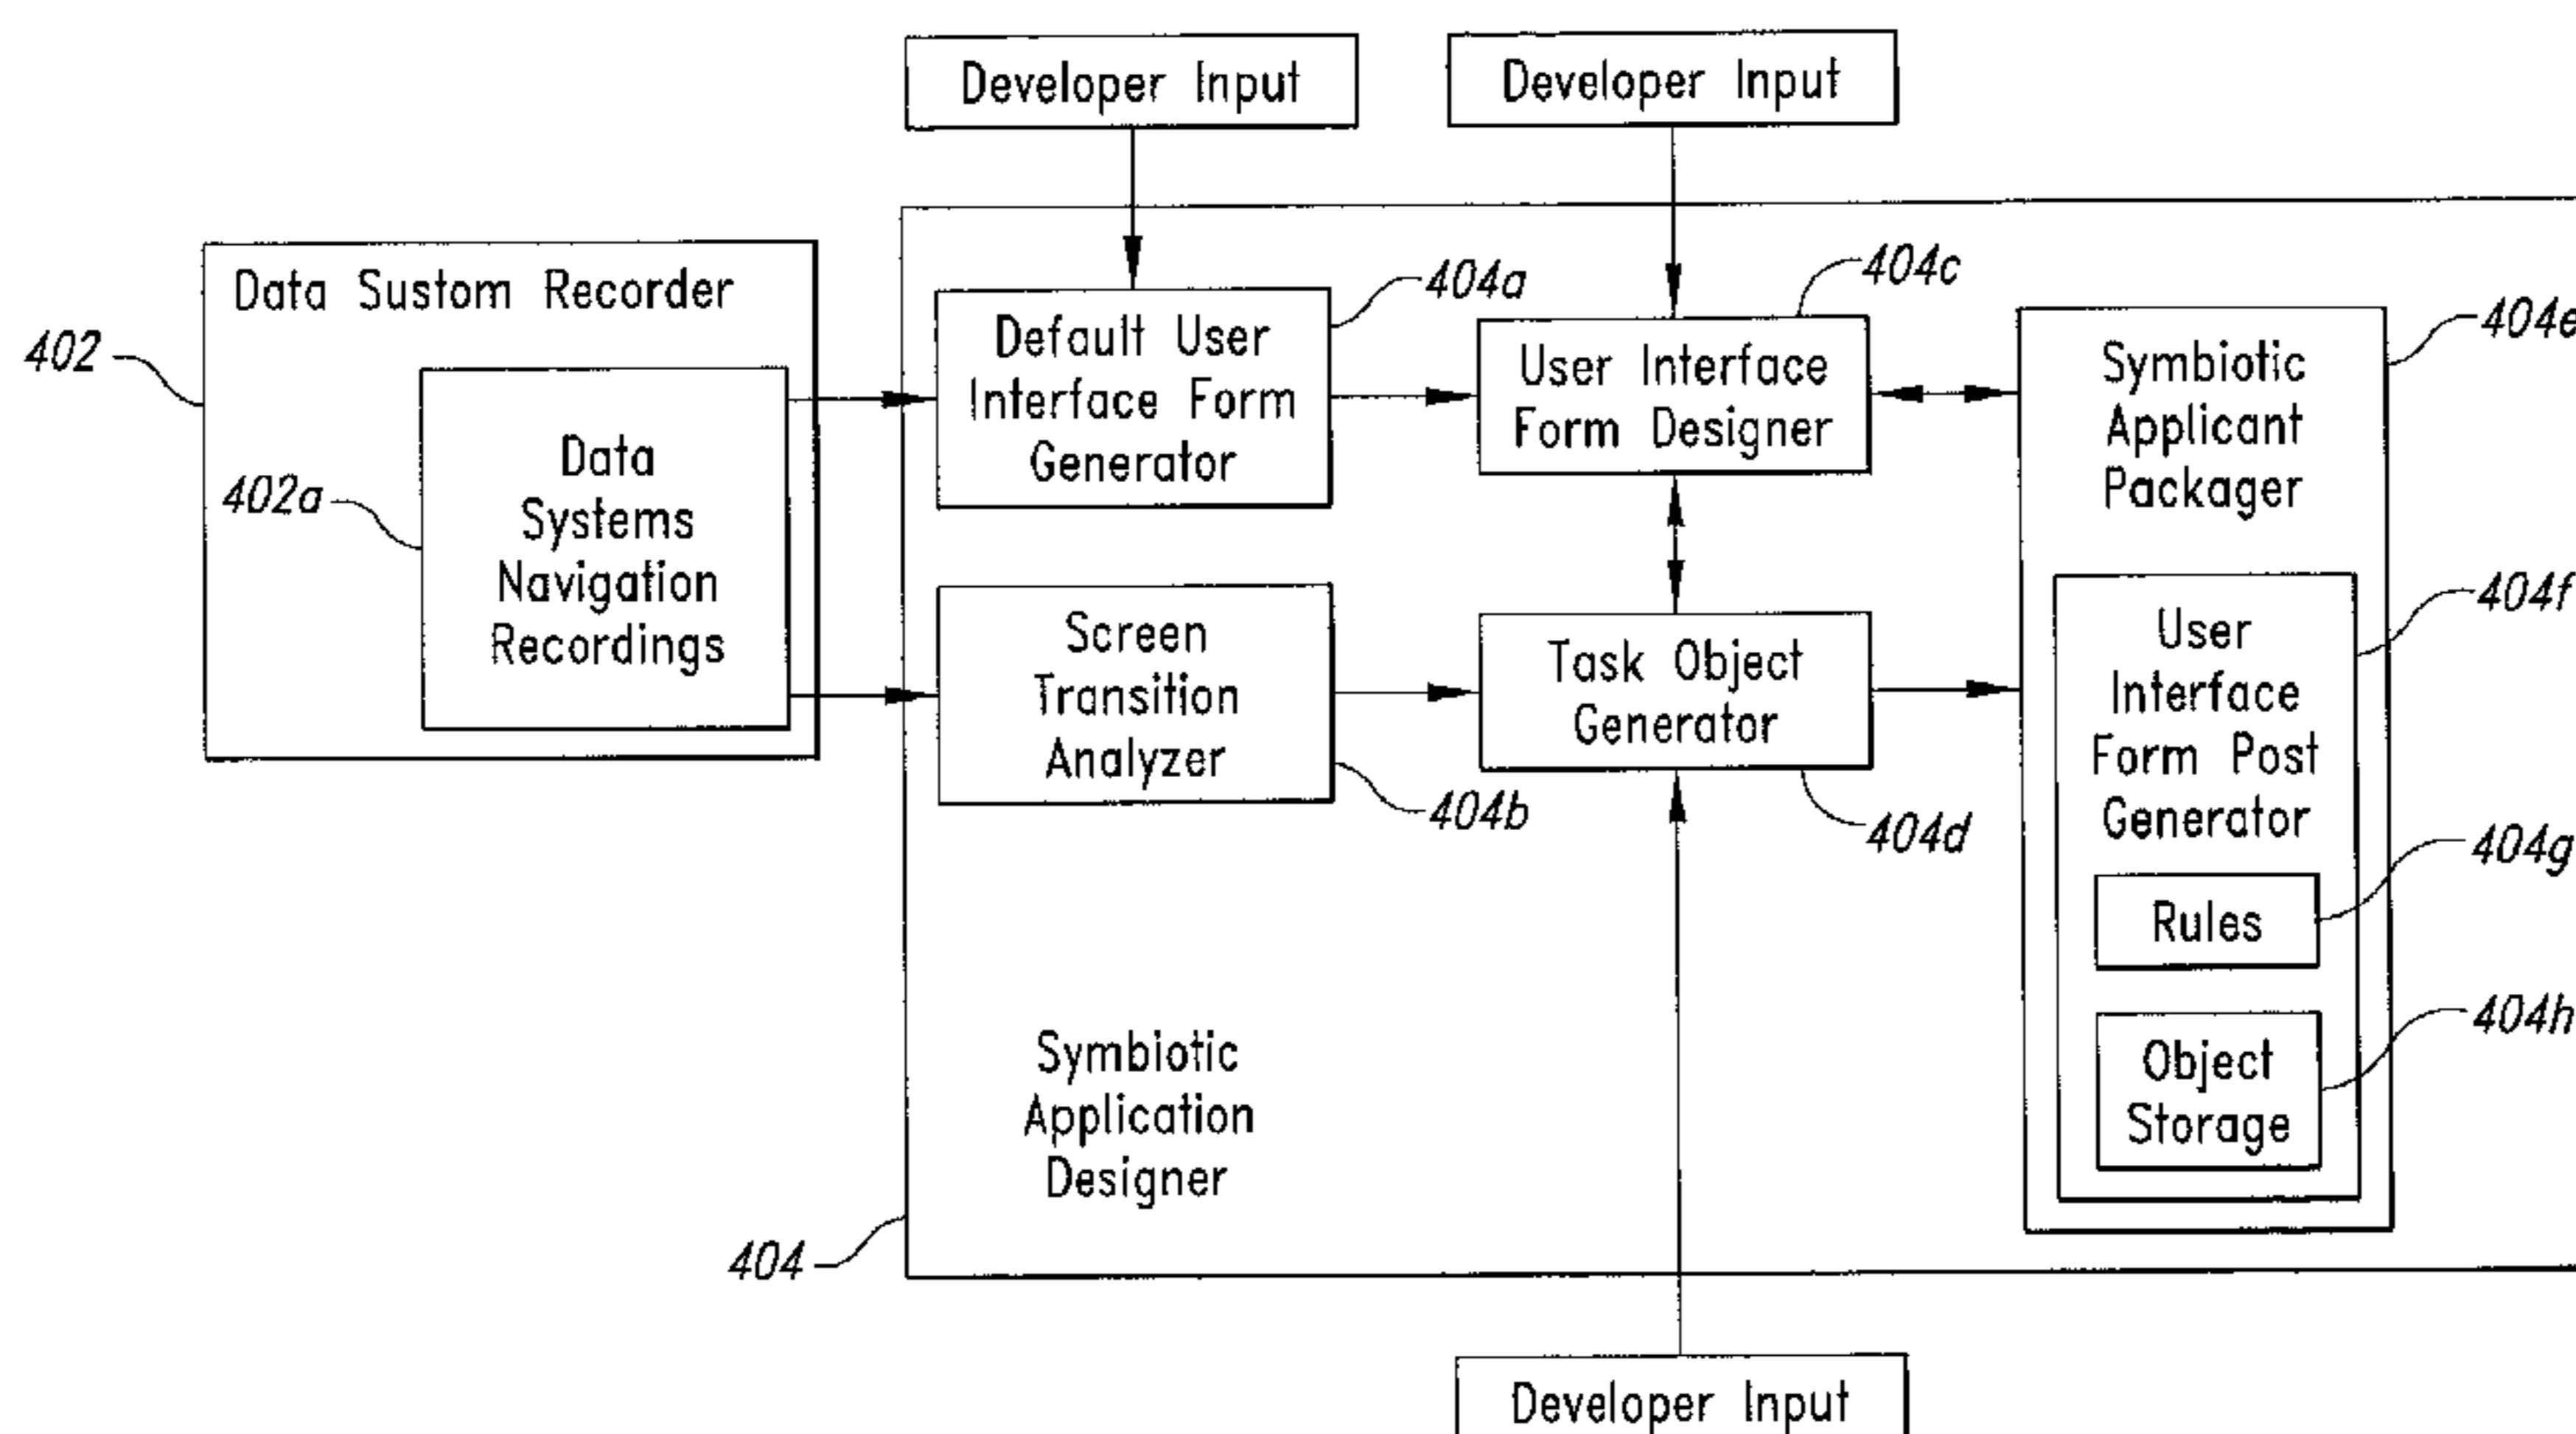 Developer Input
Developer Input
Data Sustom Recorder
402
402a
Data
Systems
Navigation
Recordings
Default User
Interface Form
Generator
404a
User Interface
Form Designer
404c
Symbiotic
Applicant
Packager
404e
Screen
Transition
Analyzer
404b
Task Object
Generator
404d
User
Interface
Form Post
Generator
404f
Rules
404g
Object
Storage
404h
Symbiotic
Application
Designer
404
Developer Input